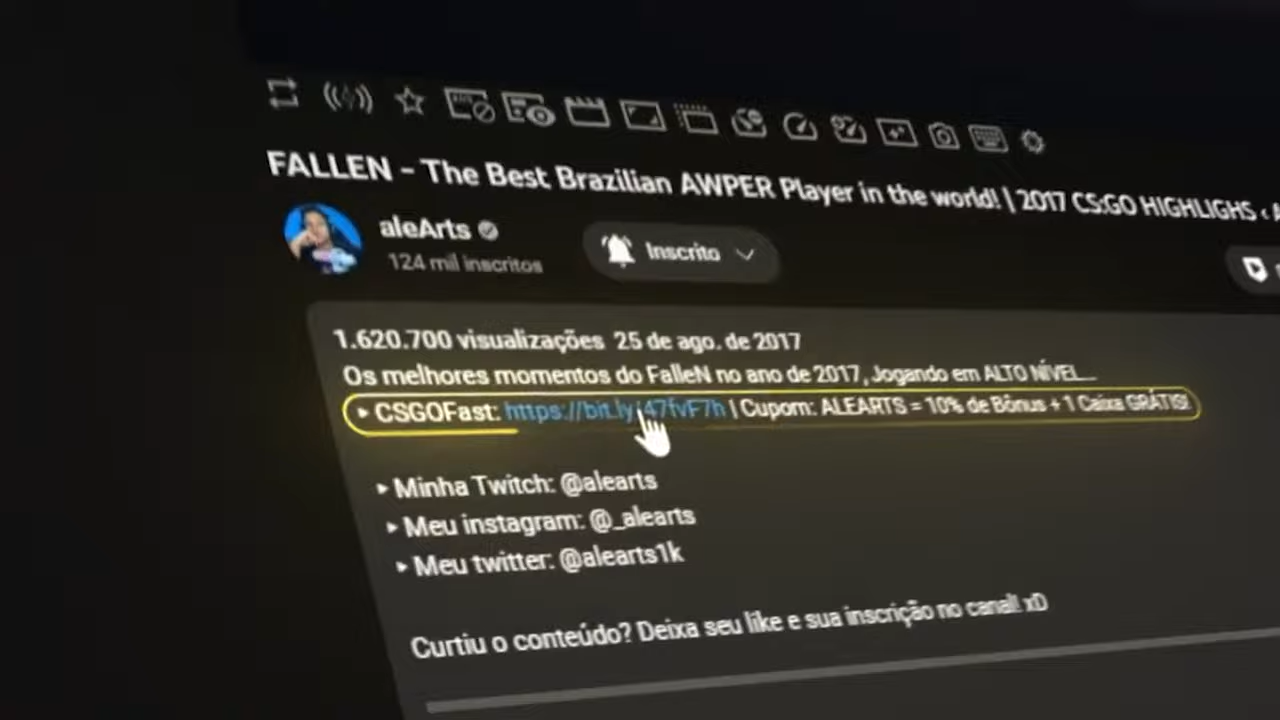 FALLEN - The Best Brazilian AWPER Player in the world! | 2017 CS:GO HIGHLIGHS
aleArts
124 mil inscritos
Inscrito
1.620.700 visualizações 25 de ago. de 2017
Os melhores momentos do FalleN no ano de 2017, Jogando em ALTO NÍVEL...
▸ CSGOFast: https://bit.ly/47fvF7h | Cupom: ALEARTS = 10% de Bônus + 1 Caixa GRÁTIS!
▸ Minha Twitch: @alearts
▸ Meu instagram: @_alearts
▸ Meu twitter: @alearts1k
Curtiu o conteúdo? Deixa seu like e sua inscrição no canal! xD